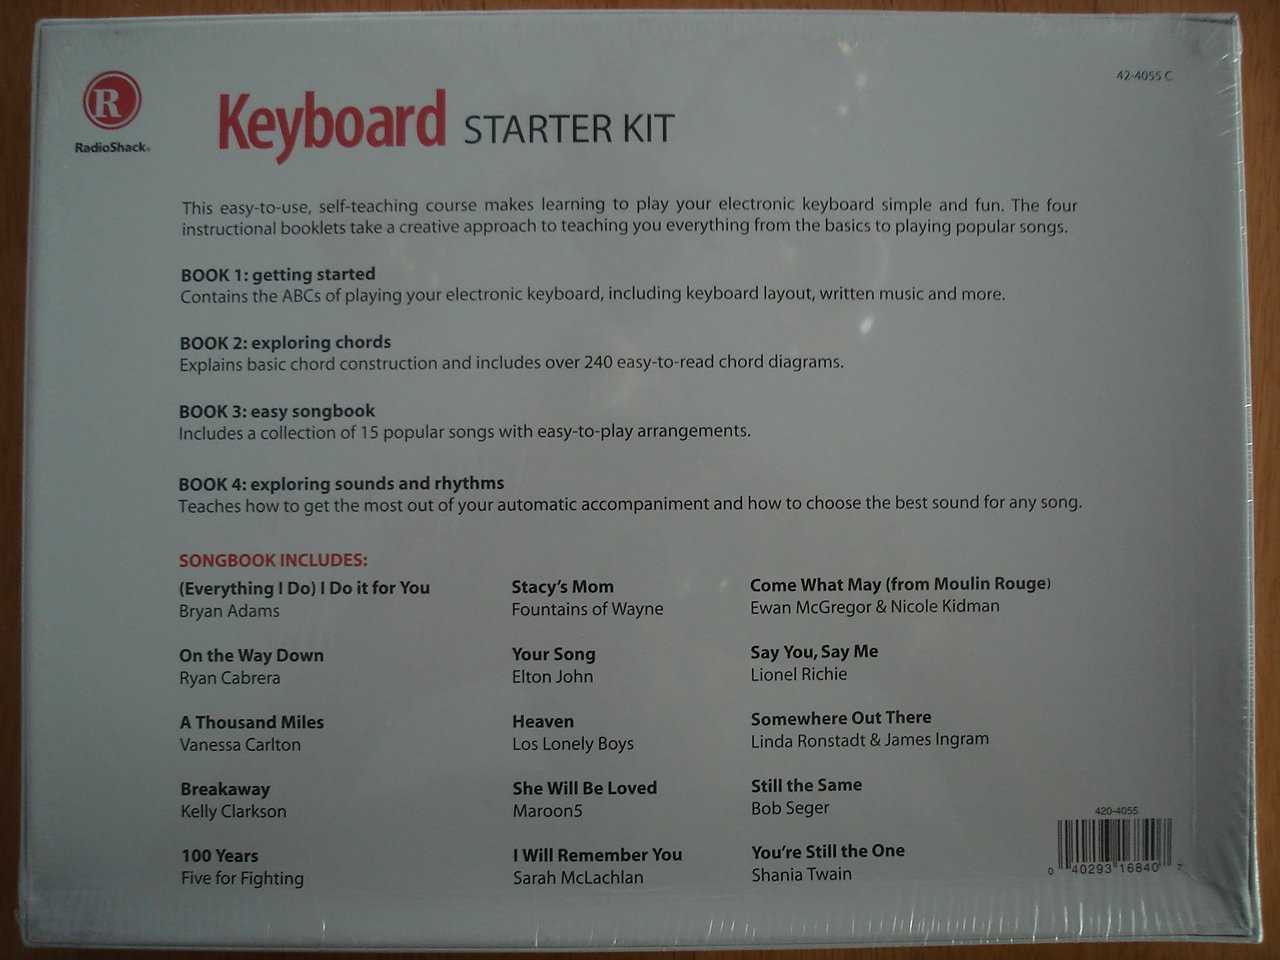 R
RadioShack®
42-4055 C
Keyboard STARTER KIT
This easy-to-use, self-teaching course makes learning to play your electronic keyboard simple and fun. The four
instructional booklets take a creative approach to teaching you everything from the basics to playing popular songs.
BOOK 1: getting started
Contains the ABCs of playing your electronic keyboard, including keyboard layout, written music and more.
BOOK 2: exploring chords
Explains basic chord construction and includes over 240 easy-to-read chord diagrams.
BOOK 3: easy songbook
Includes a collection of 15 popular songs with easy-to-play arrangements.
BOOK 4: exploring sounds and rhythms
Teaches how to get the most out of your automatic accompaniment and how to choose the best sound for any song.
SONGBOOK INCLUDES:
(Everything I Do) I Do it for You
Bryan Adams
On the Way Down
Ryan Cabrera
A Thousand Miles
Vanessa Carlton
Breakaway
Kelly Clarkson
100 Years
Five for Fighting
Stacy's Mom
Fountains of Wayne
Your Song
Elton John
Heaven
Los Lonely Boys
She Will Be Loved
Maroon5
I Will Remember You
Sarah McLachlan
Come What May (from Moulin Rouge)
Ewan McGregor & Nicole Kidman
Say You, Say Me
Lionel Richie
Somewhere Out There
Linda Ronstadt & James Ingram
Still the Same
Bob Seger
You're Still the One
Shania Twain
420-4055
0 40293 16840 7